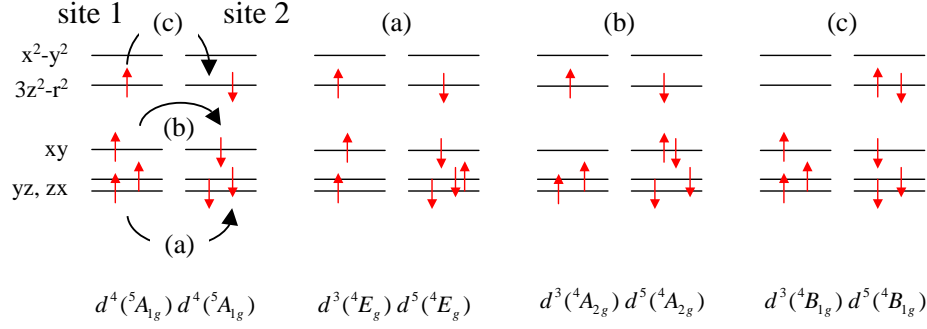 site 1 (c) site 2 (a) (b) (c)
x²-y²
3z²-r²
(b)
xy
yz, zx
(a)
d⁴(⁵A₁g) d⁴(⁵A₁g) d³(⁴Eg) d⁵(⁴Eg) d³(⁴A₂g) d⁵(⁴A₂g) d³(⁴B₁g) d⁵(⁴B₁g)